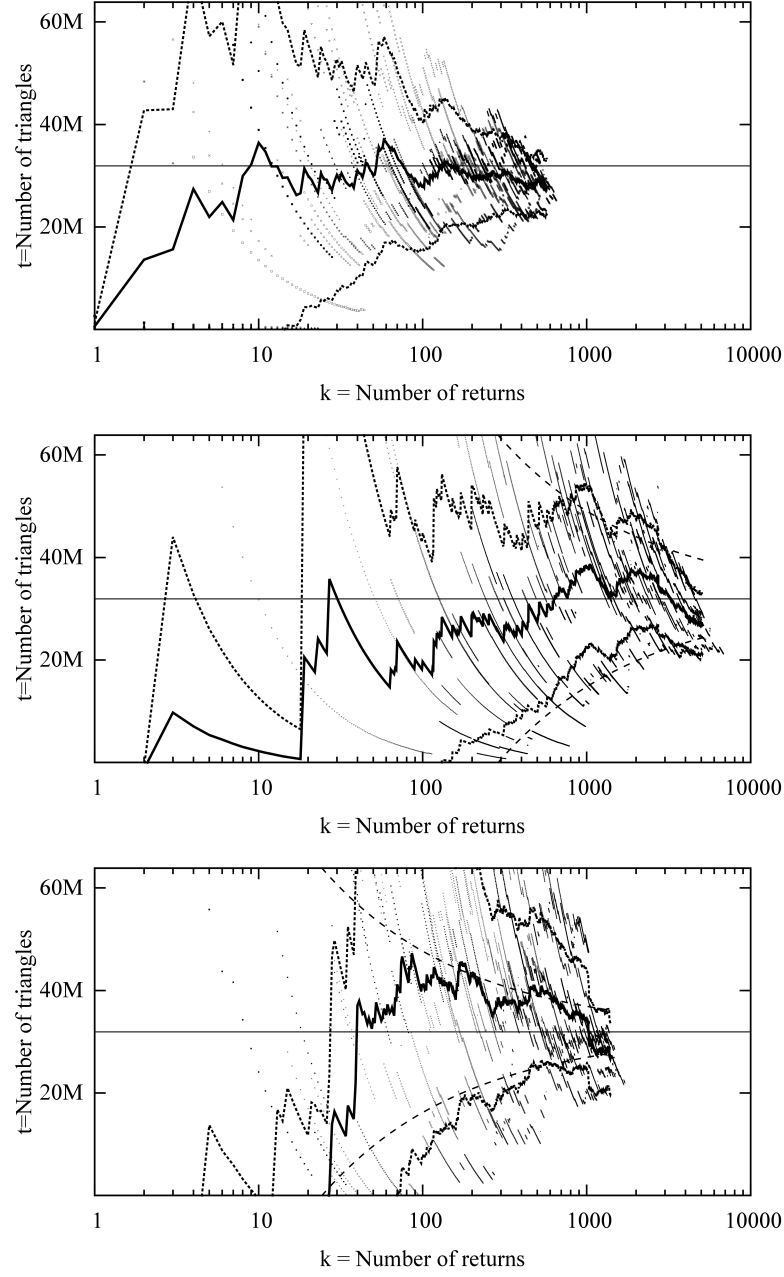 60M
40M
20M
t=Number of triangles
1 10 100 1000 10000
k = Number of returns
60M
40M
20M
t=Number of triangles
1 10 100 1000 10000
k = Number of returns
60M
40M
20M
t=Number of triangles
1 10 100 1000 10000
k = Number of returns